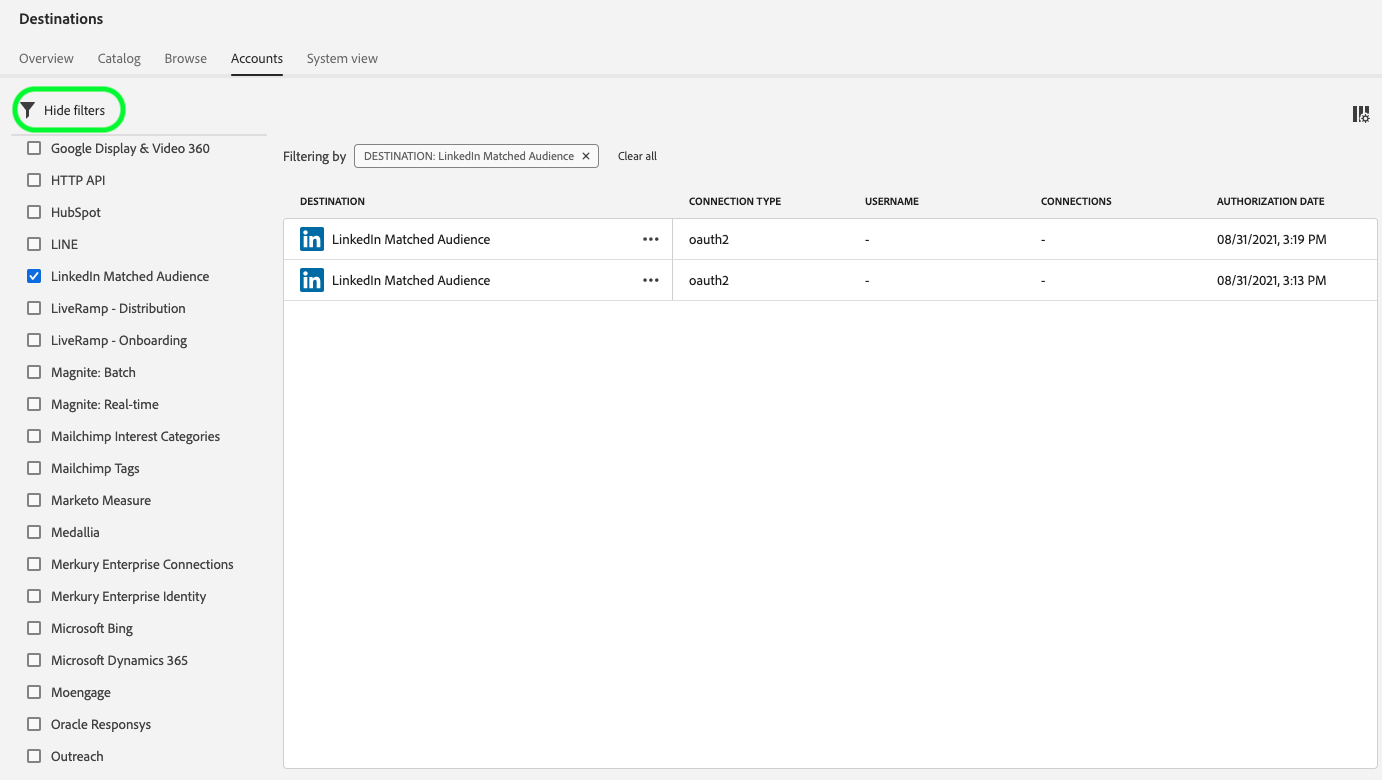 Destinations
Overview Catalog Browse Accounts System view
Hide filters
Google Display & Video 360
HTTP API
HubSpot
LINE
LinkedIn Matched Audience
LiveRamp - Distribution
LiveRamp - Onboarding
Magnite: Batch
Magnite: Real-time
Mailchimp Interest Categories
Mailchimp Tags
Marketo Measure
Medallia
Merkury Enterprise Connections
Merkury Enterprise Identity
Microsoft Bing
Microsoft Dynamics 365
Moengage
Oracle Responsys
Outreach
Filtering by DESTINATION: LinkedIn Matched Audience ✕ Clear all
DESTINATION CONNECTION TYPE USERNAME CONNECTIONS AUTHORIZATION DATE
in LinkedIn Matched Audience ••• oauth2 - - 08/31/2021, 3:19 PM
in LinkedIn Matched Audience ••• oauth2 - - 08/31/2021, 3:13 PM